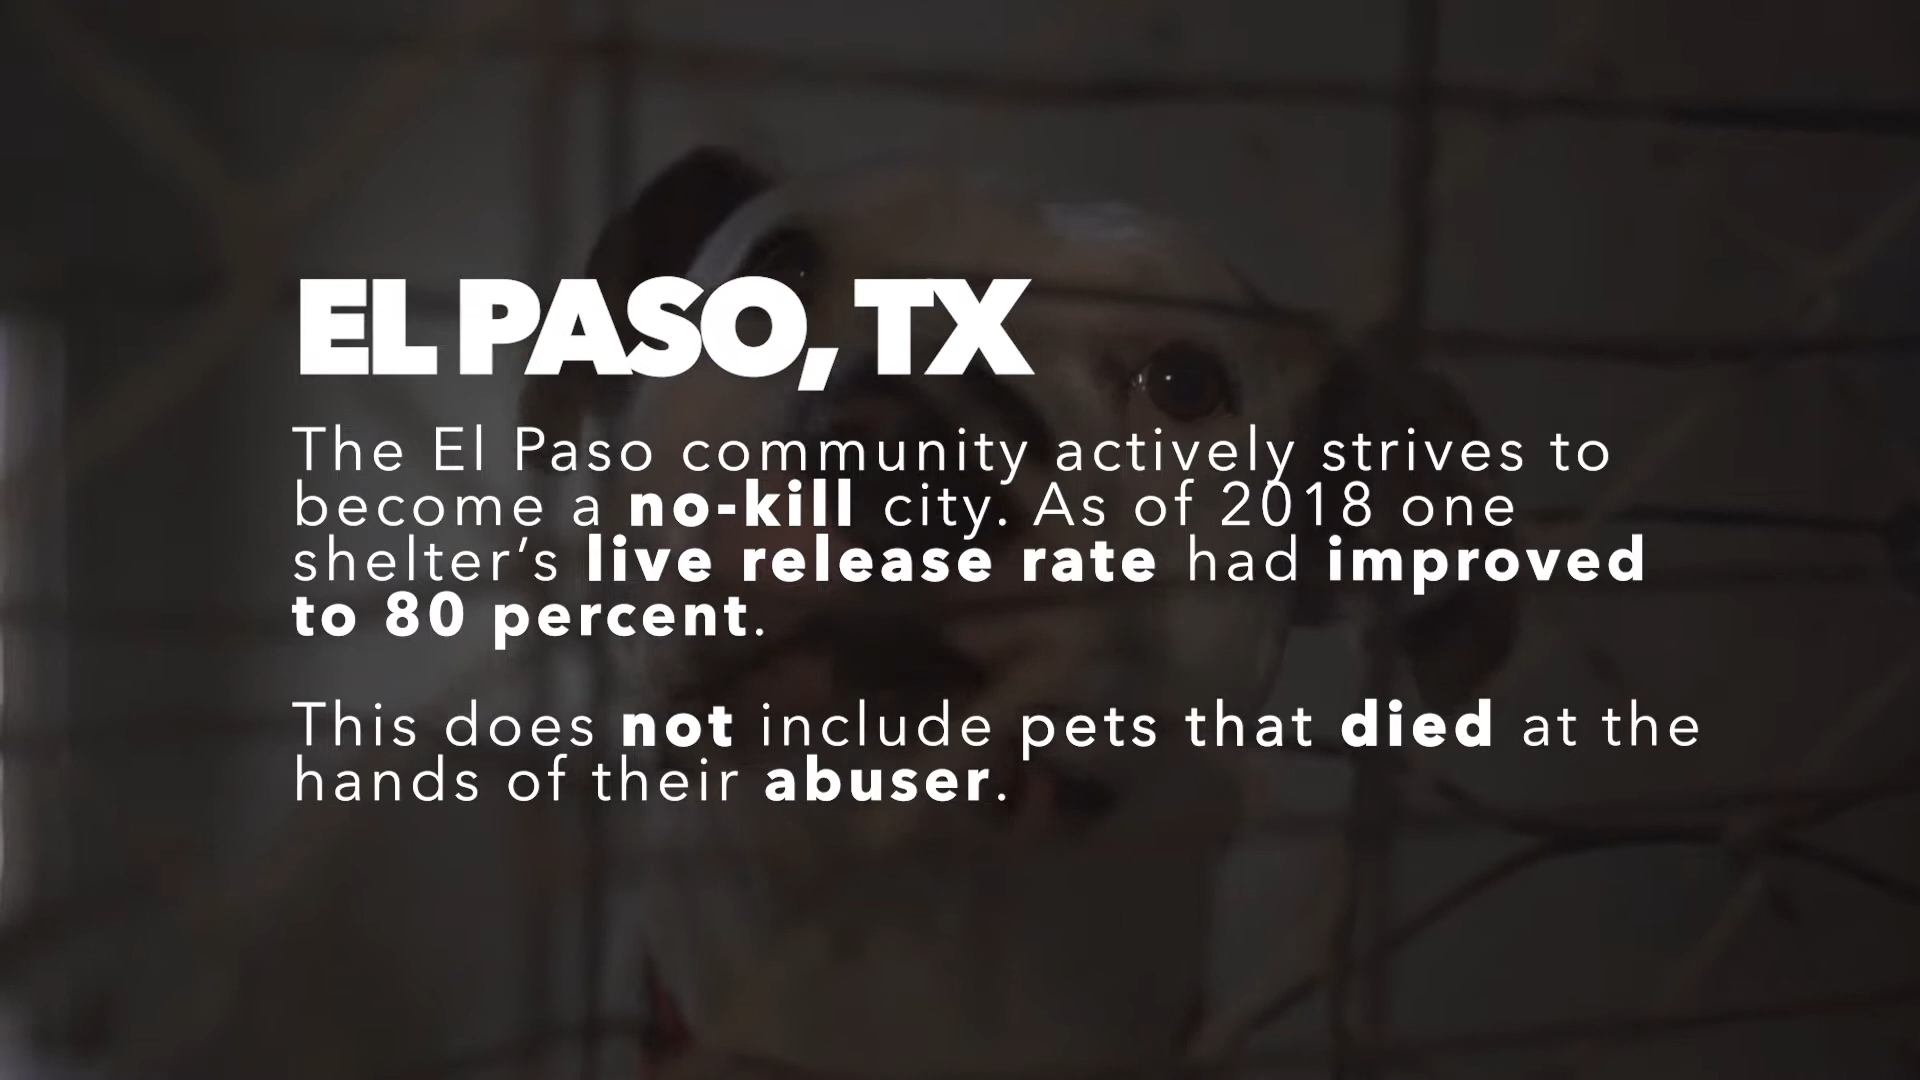 EL PASO, TX
The El Paso community actively strives to
become a no-kill city. As of 2018 one
shelter’s live release rate had improved
to 80 percent.
This does not include pets that died at the
hands of their abuser.